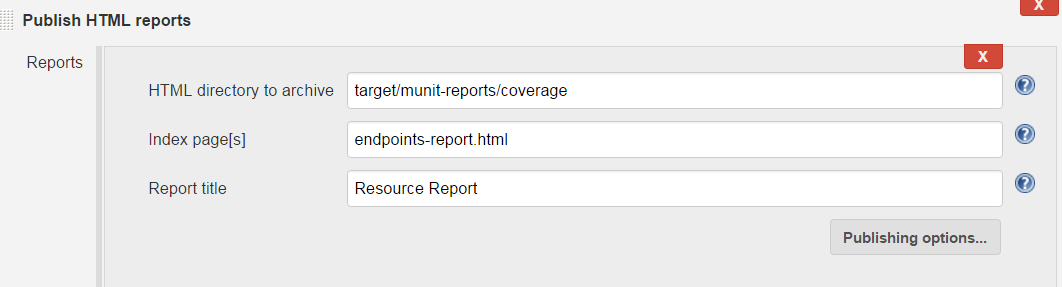 X
Publish HTML reports
Reports
X
HTML directory to archive target/munit-reports/coverage ?
Index page[s] endpoints-report.html ?
Report title Resource Report ?
Publishing options...